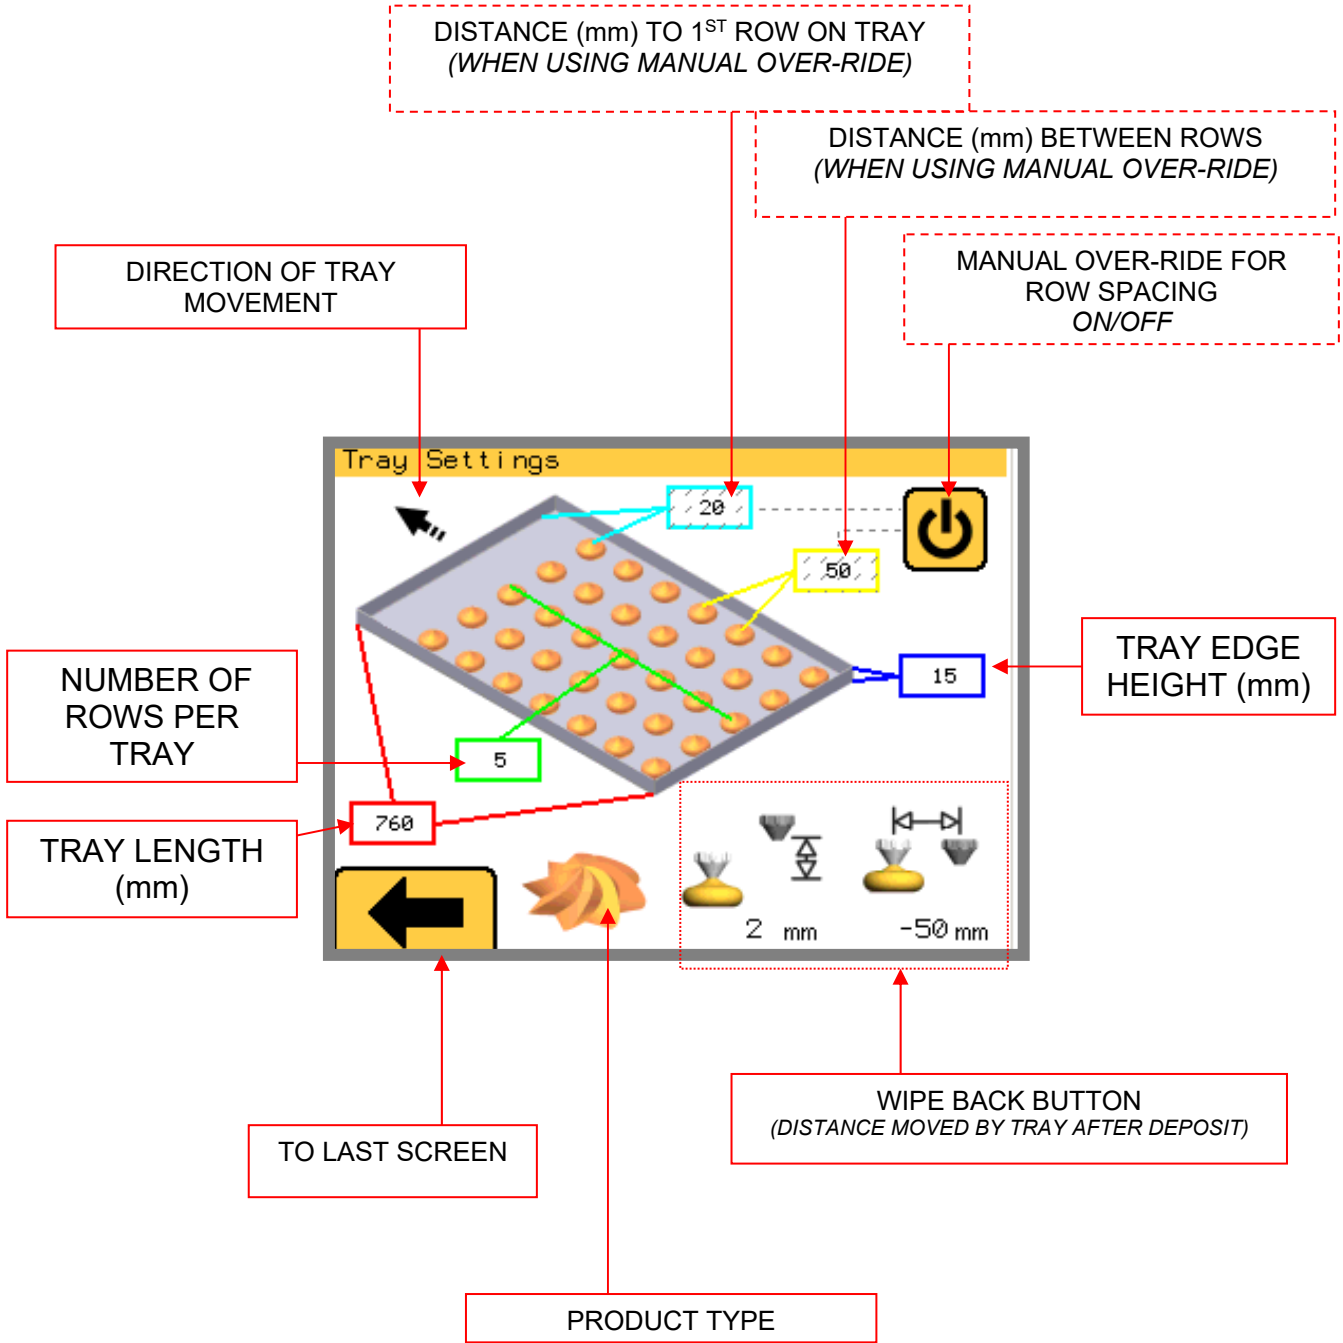 DISTANCE (mm) TO 1ST ROW ON TRAY
(WHEN USING MANUAL OVER-RIDE)
DISTANCE (mm) BETWEEN ROWS
(WHEN USING MANUAL OVER-RIDE)
DIRECTION OF TRAY
MOVEMENT
MANUAL OVER-RIDE FOR
ROW SPACING
ON/OFF
Tray Settings
20
50
TRAY EDGE
HEIGHT (mm)
15
NUMBER OF
ROWS PER
TRAY
5
760
TRAY LENGTH
(mm)
2 mm
-50 mm
WIPE BACK BUTTON
(DISTANCE MOVED BY TRAY AFTER DEPOSIT)
TO LAST SCREEN
PRODUCT TYPE